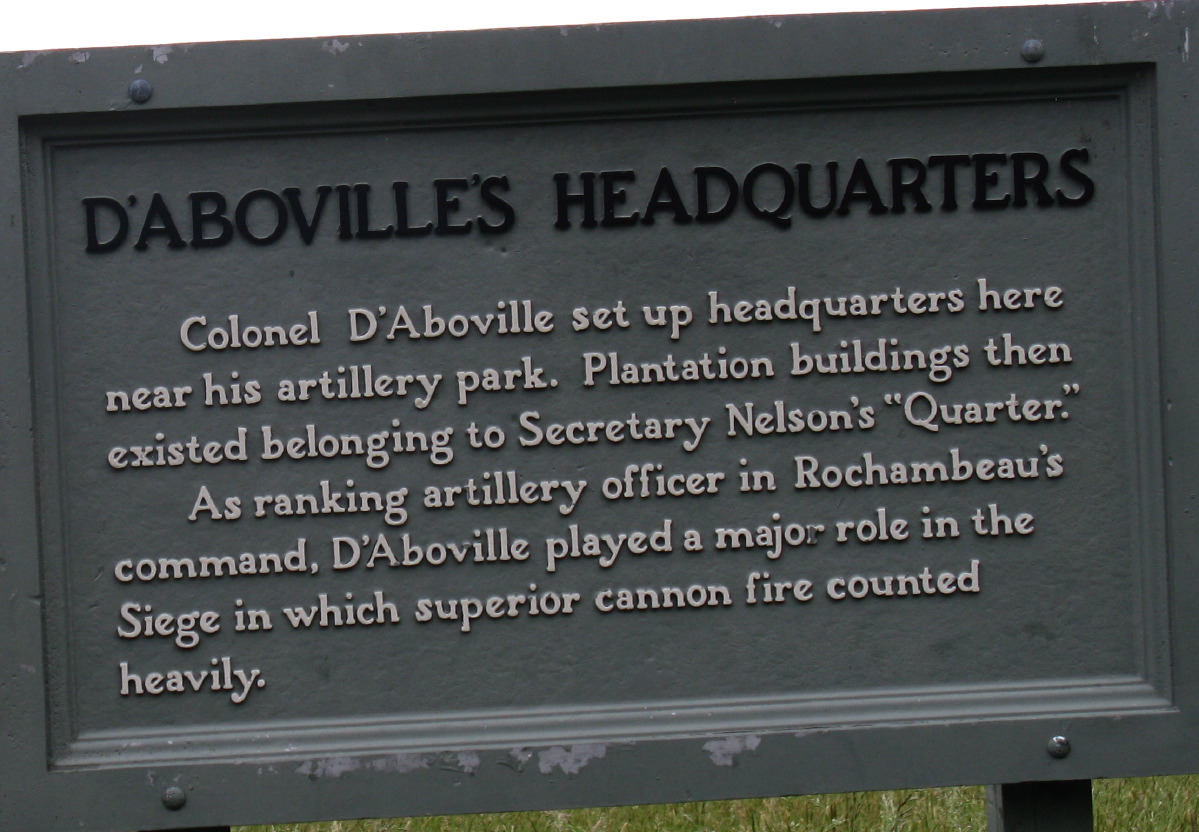 D'ABOVILLE'S HEADQUARTERS
Colonel D'Aboville set up headquarters here
near his artillery park. Plantation buildings then
existed belonging to Secretary Nelson's "Quarter."
As ranking artillery officer in Rochambeau's
command, D'Aboville played a major role in the
Siege in which superior cannon fire counted
heavily.